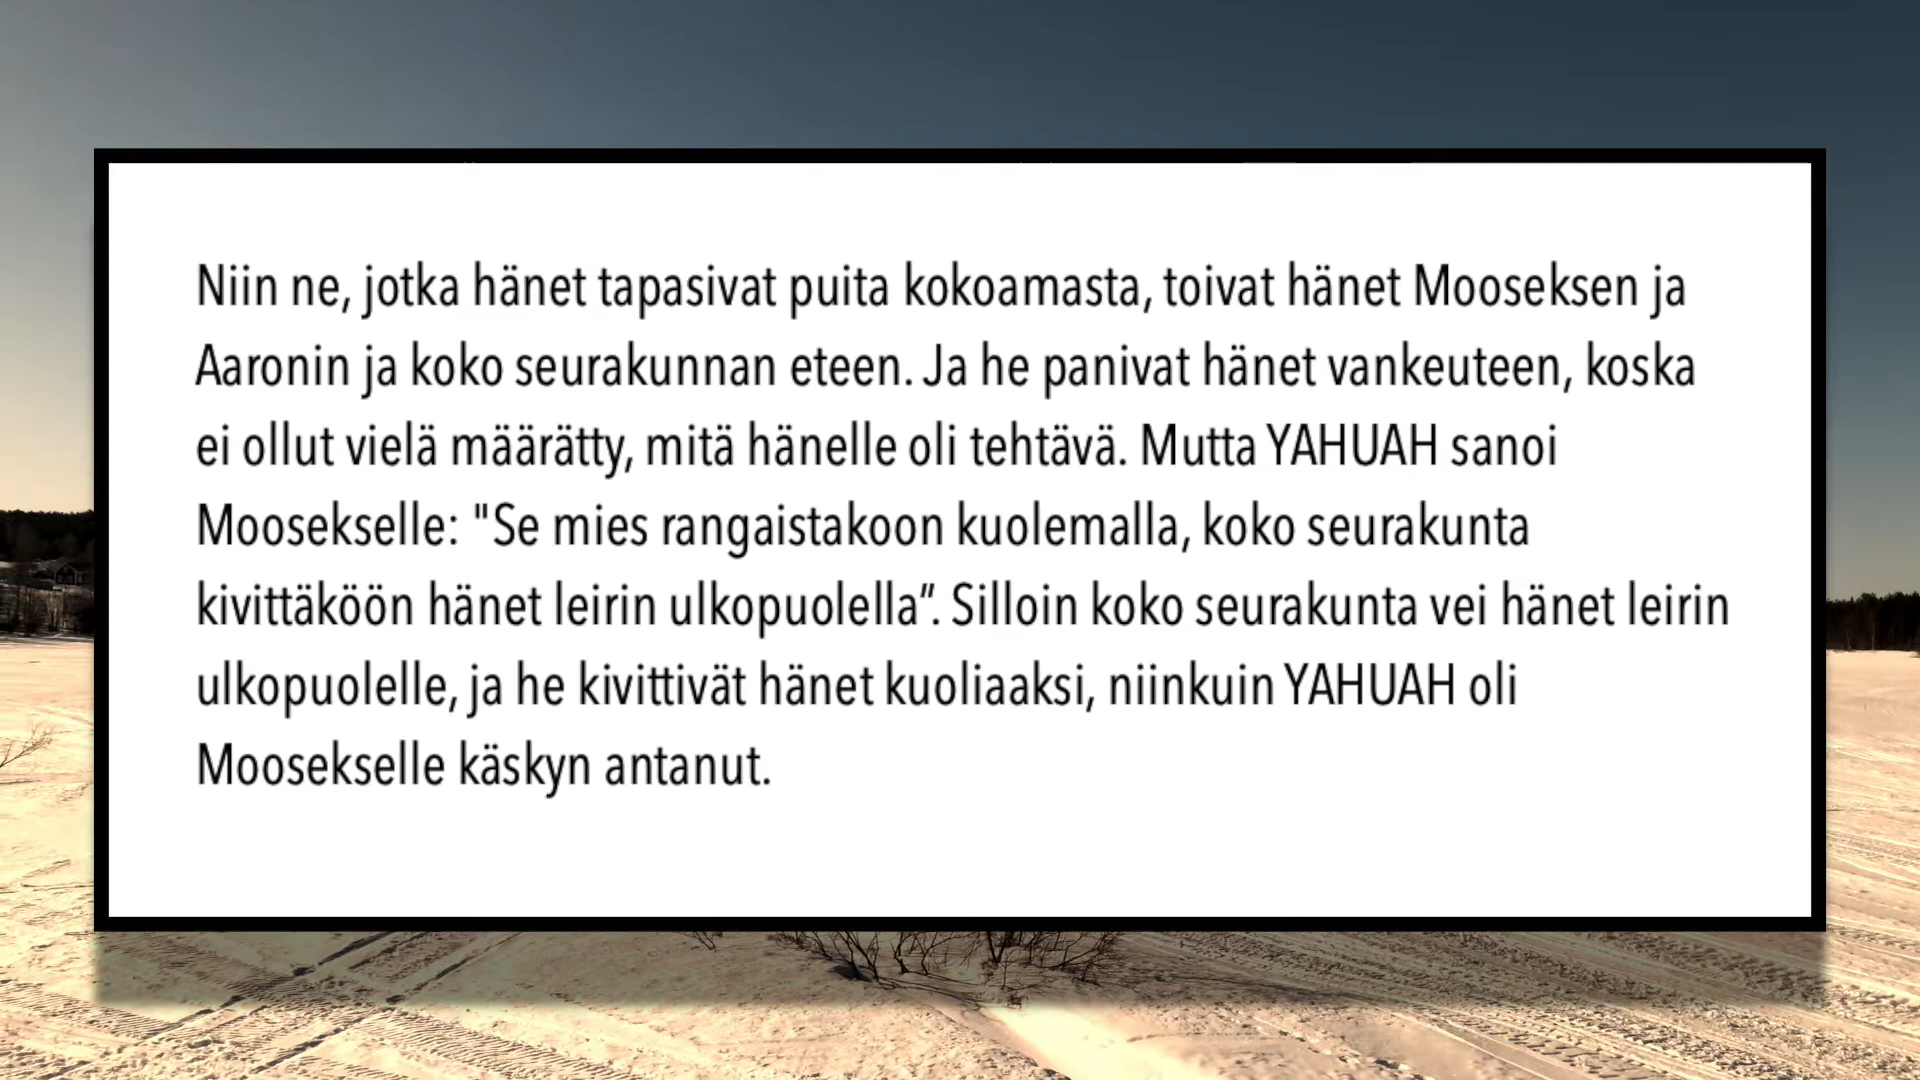 Niin ne, jotka hänet tapasivat puita kokoamasta, toivat hänet Mooseksen ja
Aaronin ja koko seurakunnan eteen. Ja he panivat hänet vankeuteen, koska
ei ollut vielä määrätty, mitä hänelle oli tehtävä. Mutta YAHUAH sanoi
Moosekselle: "Se mies rangaistakoon kuolemalla, koko seurakunta
kivittäköön hänet leirin ulkopuolella”. Silloin koko seurakunta vei hänet leirin
ulkopuolelle, ja he kivittivät hänet kuoliaaksi, niinkuin YAHUAH oli
Moosekselle käskyn antanut.